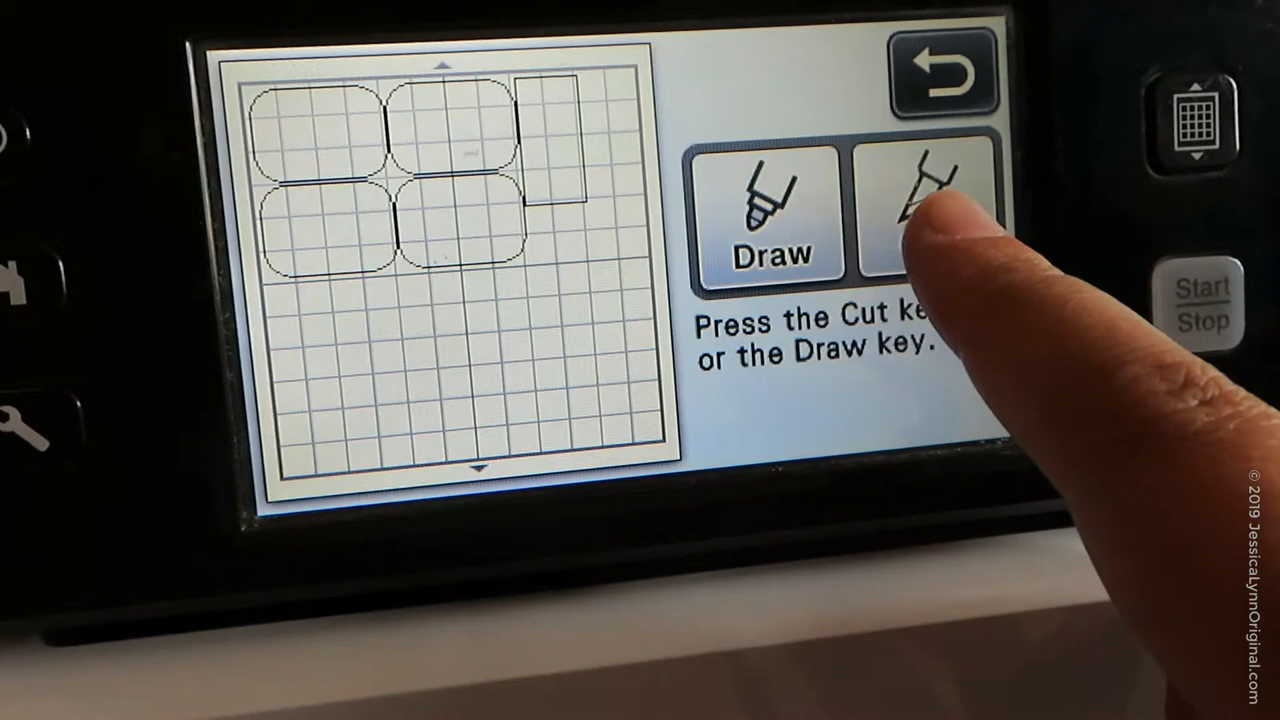 Draw
Press the Cut ke
or the Draw key.
Start
Stop
© 2019 JessicaLynnOriginal.com